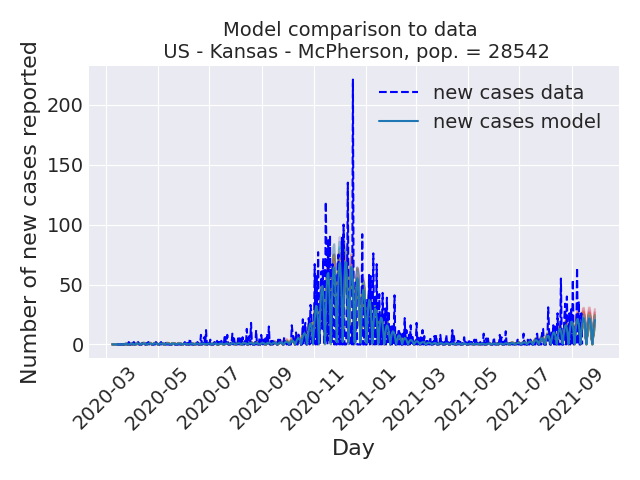 Model comparison to data
US - Kansas - McPherson, pop. = 28542
Number of new cases reported
200
150
100
50
0
new cases data
new cases model
2020-03
2020-05
2020-07
2020-09
2020-11
2021-01
2021-03
2021-05
2021-07
2021-09
Day